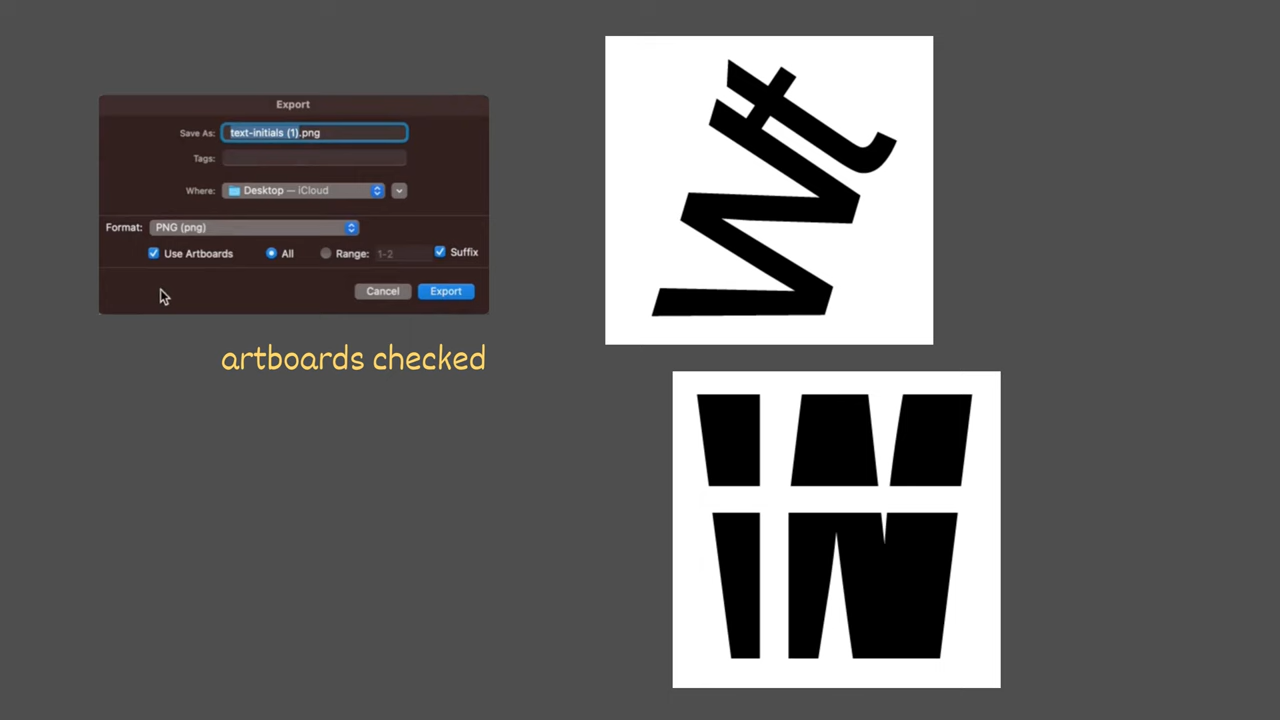 Export
Save As: text-initials (1).png
Tags:
Where: Desktop — iCloud
Format: PNG (png)
Use Artboards All Range: 1-2 Suffix
Cancel Export
artboards checked
Wt